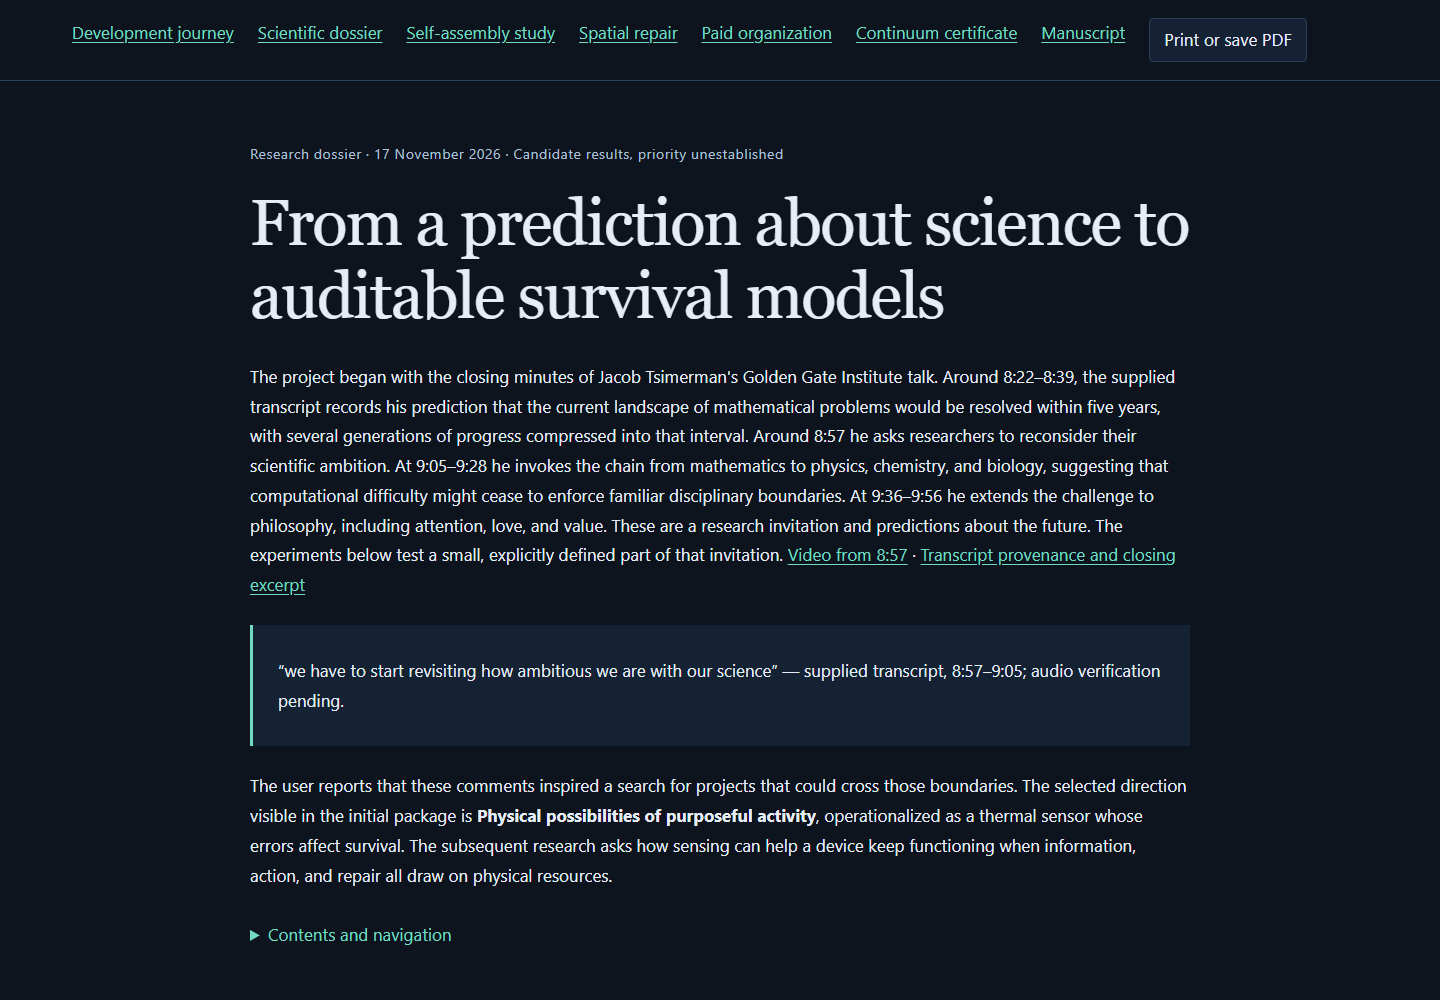 Development journey Scientific dossier Self-assembly study Spatial repair Paid organization Continuum certificate Manuscript Print or save PDF
Research dossier · 17 November 2026 · Candidate results, priority unestablished
From a prediction about science to
auditable survival models
The project began with the closing minutes of Jacob Tsimerman's Golden Gate Institute talk. Around 8:22–8:39, the supplied
transcript records his prediction that the current landscape of mathematical problems would be resolved within five years,
with several generations of progress compressed into that interval. Around 8:57 he asks researchers to reconsider their
scientific ambition. At 9:05–9:28 he invokes the chain from mathematics to physics, chemistry, and biology, suggesting that
computational difficulty might cease to enforce familiar disciplinary boundaries. At 9:36–9:56 he extends the challenge to
philosophy, including attention, love, and value. These are a research invitation and predictions about the future. The
experiments below test a small, explicitly defined part of that invitation. Video from 8:57 · Transcript provenance and closing
excerpt
“we have to start revisiting how ambitious we are with our science” — supplied transcript, 8:57–9:05; audio verification
pending.
The user reports that these comments inspired a search for projects that could cross those boundaries. The selected direction
visible in the initial package is Physical possibilities of purposeful activity, operationalized as a thermal sensor whose
errors affect survival. The subsequent research asks how sensing can help a device keep functioning when information,
action, and repair all draw on physical resources.
Contents and navigation